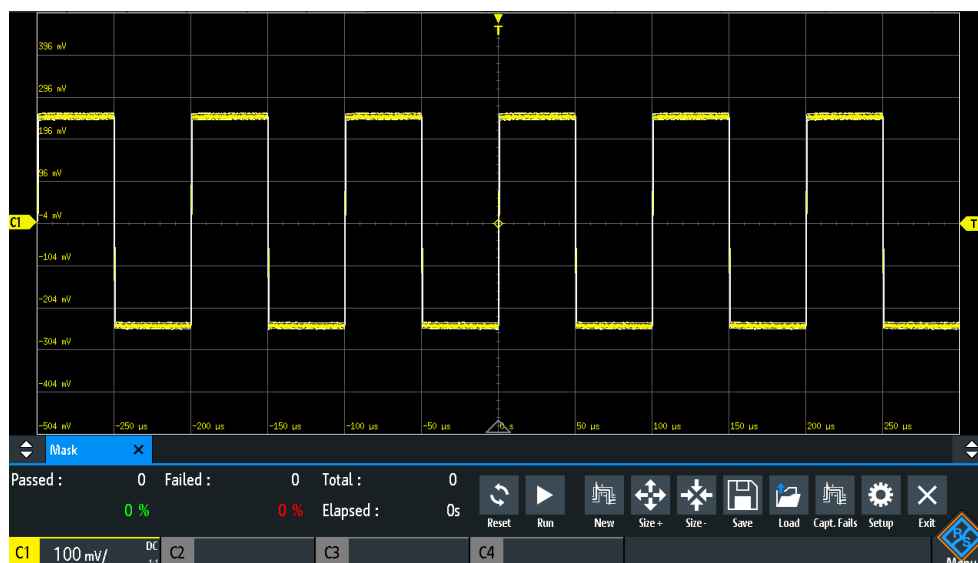 T
396 mV
296 mV
196 mV
96 mV
C1
-4 mV
T
-104 mV
-204 mV
-304 mV
-404 mV
-504 mV
-250 µs
-200 µs
-150 µs
-100 µs
-50 µs
0 s
50 µs
100 µs
150 µs
200 µs
250 µs
Mask
Passed : 0 Failed : 0 Total : 0
0 % 0 % Elapsed : 0s
Reset Run New Size + Size - Save Load Capt. Fails Setup Exit
R/S
C1 100 mV/ DC C2 C3 C4
Menu